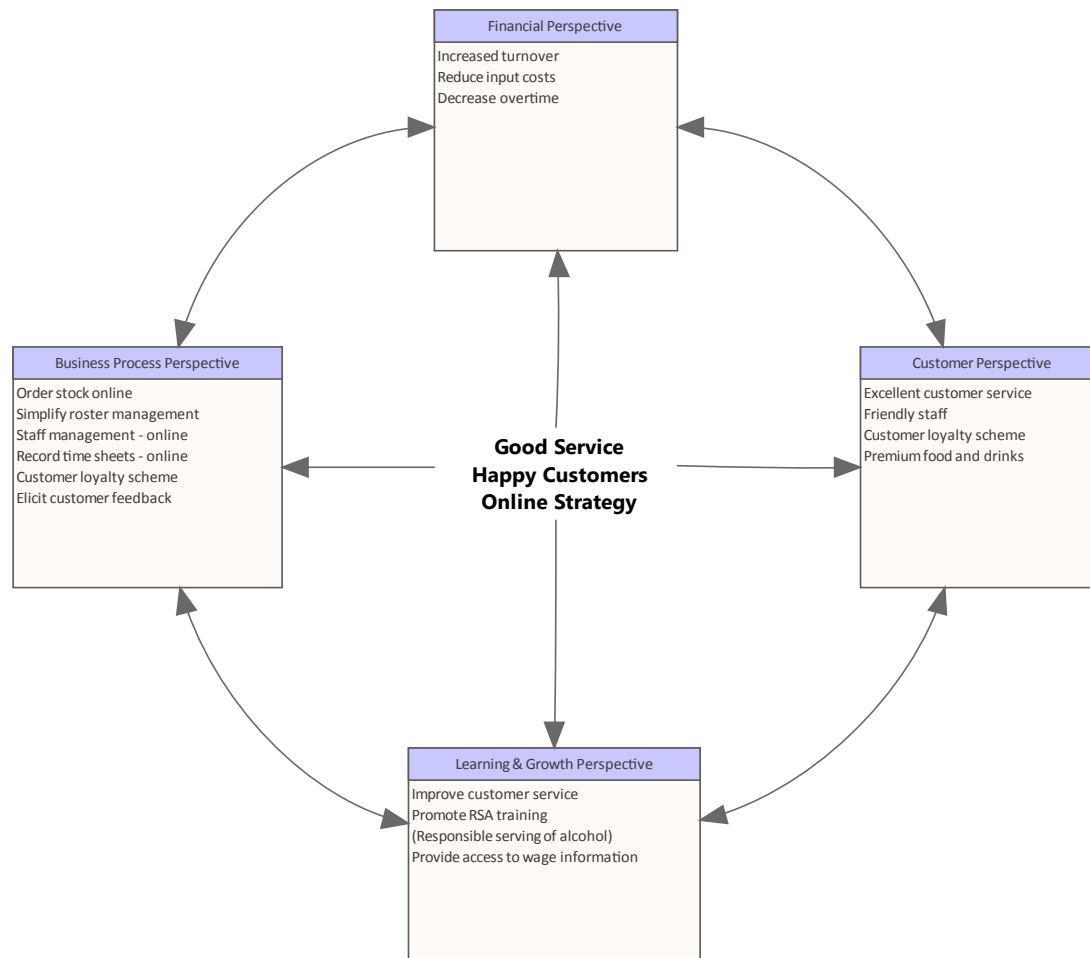 Financial Perspective
Increased turnover
Reduce input costs
Decrease overtime
Business Process Perspective
Order stock online
Simplify roster management
Staff management - online
Record time sheets - online
Customer loyalty scheme
Elicit customer feedback
Good Service
Happy Customers
Online Strategy
Customer Perspective
Excellent customer service
Friendly staff
Customer loyalty scheme
Premium food and drinks
Learning & Growth Perspective
Improve customer service
Promote RSA training
(Responsible serving of alcohol)
Provide access to wage information